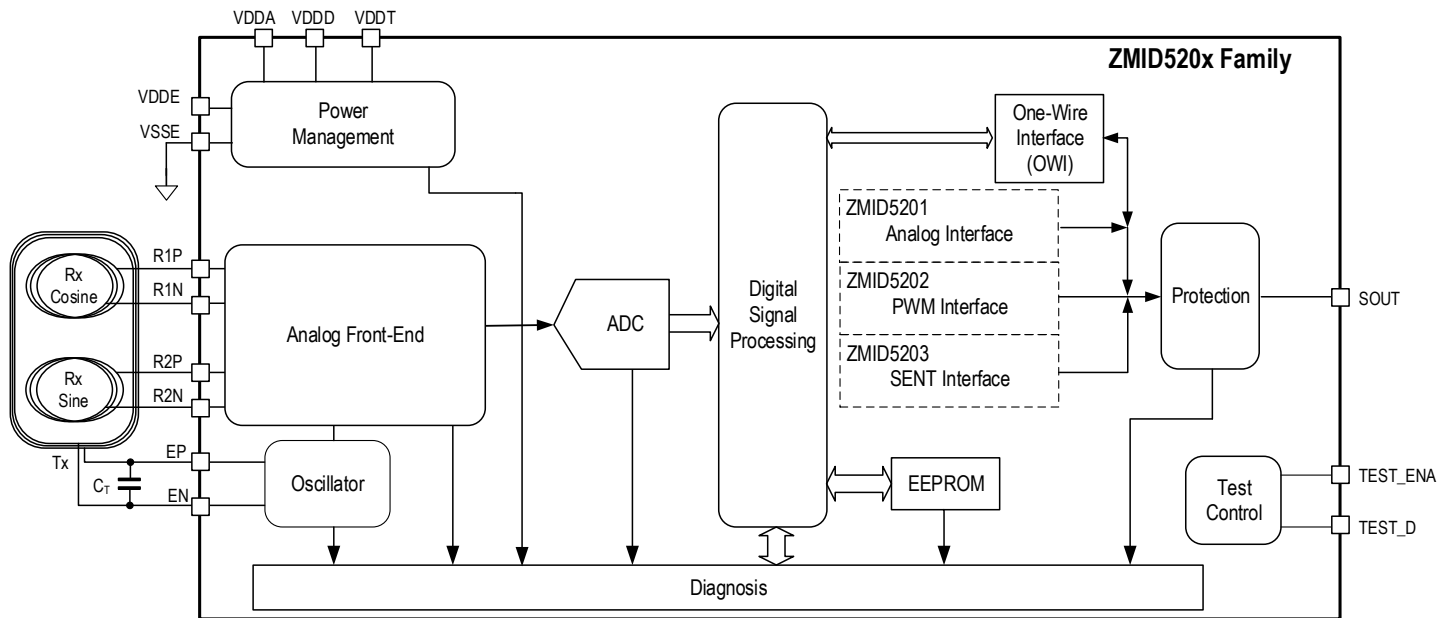 VDDA VDDD VDDT
ZMID520x Family
VDDE
VSSE
Power
Management
One-Wire
Interface
(OWI)
R1P
R1N
R2P
R2N
Rx
Cosine
Rx
Sine
Tx
CT
EP
EN
Analog Front-End
Oscillator
ADC
Digital
Signal
Processing
ZMID5201
Analog Interface
ZMID5202
PWM Interface
ZMID5203
SENT Interface
Protection
SOUT
EEPROM
Test
Control
TEST_ENA
TEST_D
Diagnosis